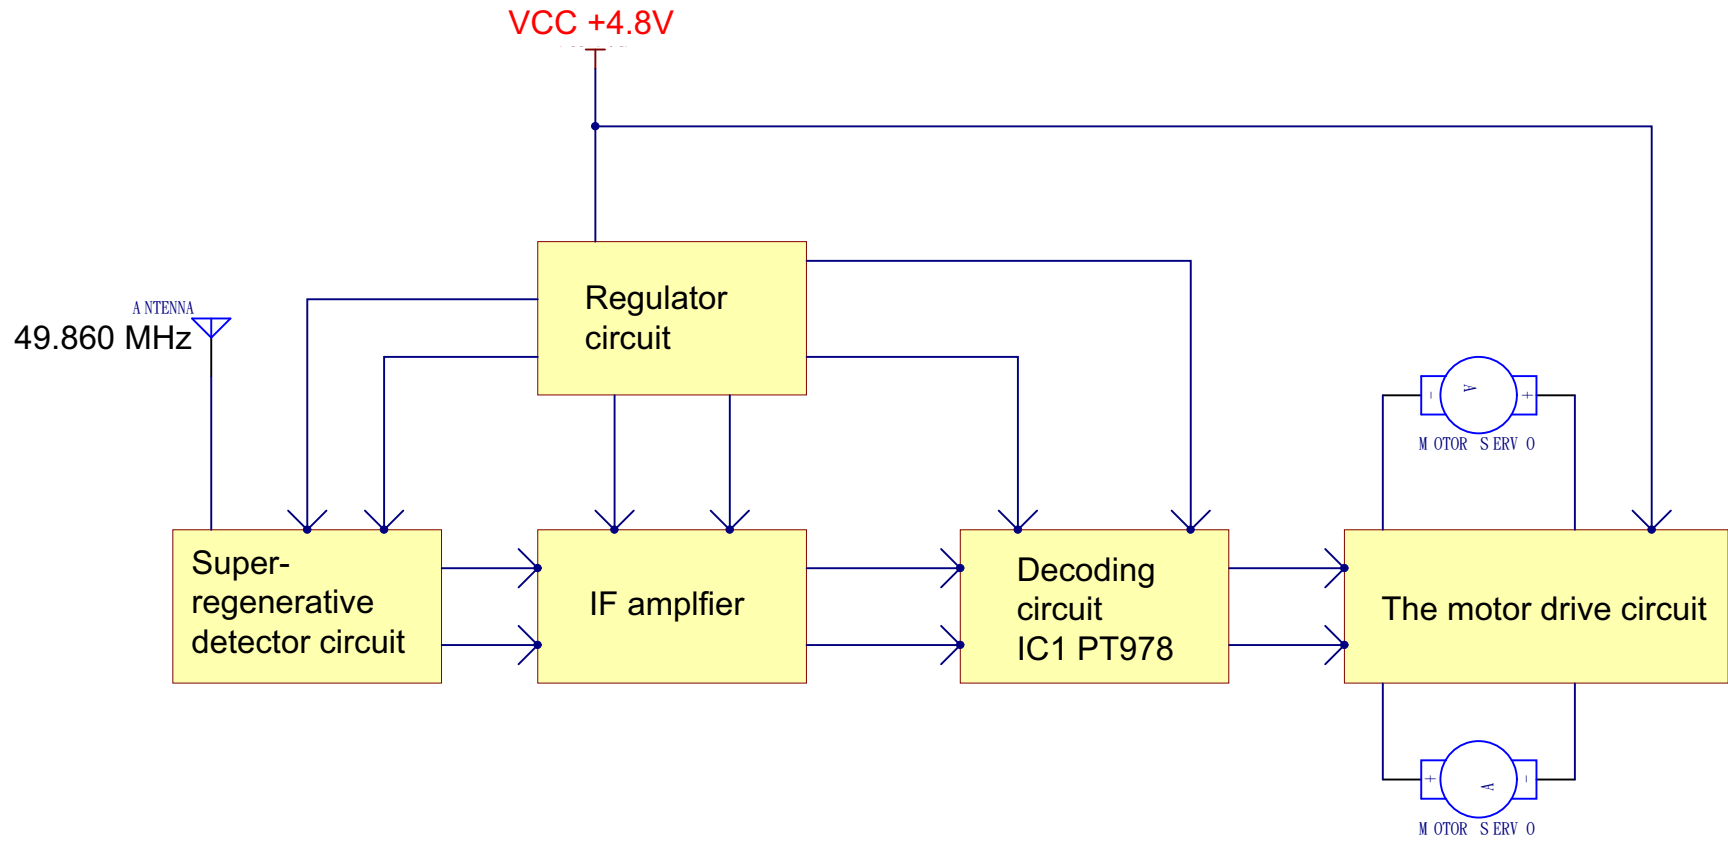 VCC +4.8V
Regulator
circuit
ANTENNA
49.860 MHz
- A +
MOTOR SERVO
Super-
regenerative
detector circuit
IF amplfier
Decoding
circuit
IC1 PT978
The motor drive circuit
+ A -
MOTOR SERVO